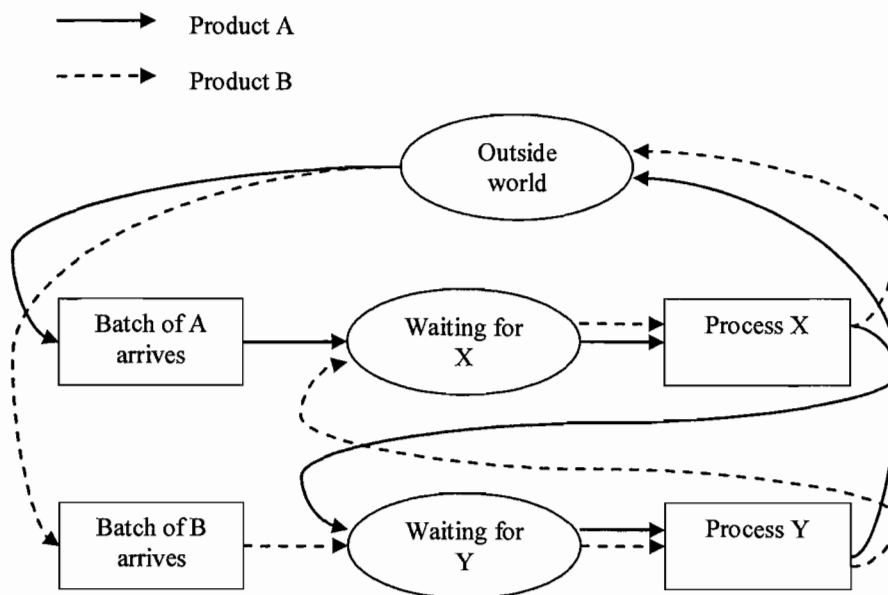 Product A
Product B
Outside
world
Batch of A
arrives
Waiting for
X
Process X
Batch of B
arrives
Waiting for
Y
Process Y